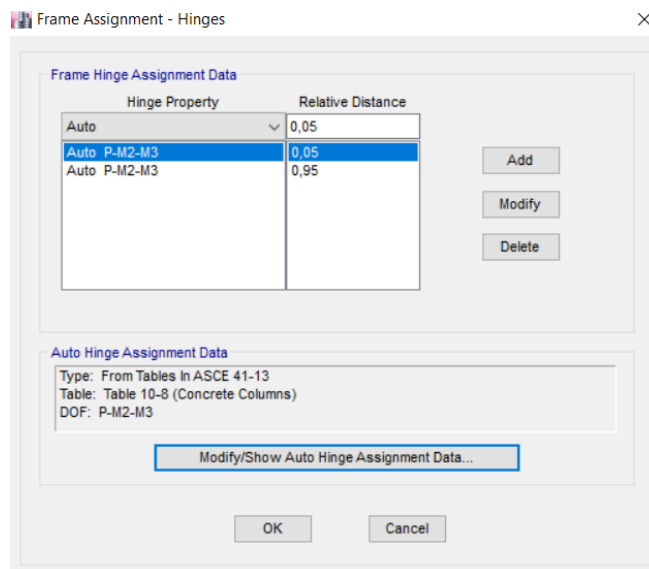 Frame Assignment - Hinges
Frame Hinge Assignment Data
Hinge Property Relative Distance
Auto 0,05
Auto P-M2-M3 0,05
Auto P-M2-M3 0,95
Add
Modify
Delete
Auto Hinge Assignment Data
Type: From Tables In ASCE 41-13
Table: Table 10-8 (Concrete Columns)
DOF: P-M2-M3
Modify/Show Auto Hinge Assignment Data...
OK Cancel